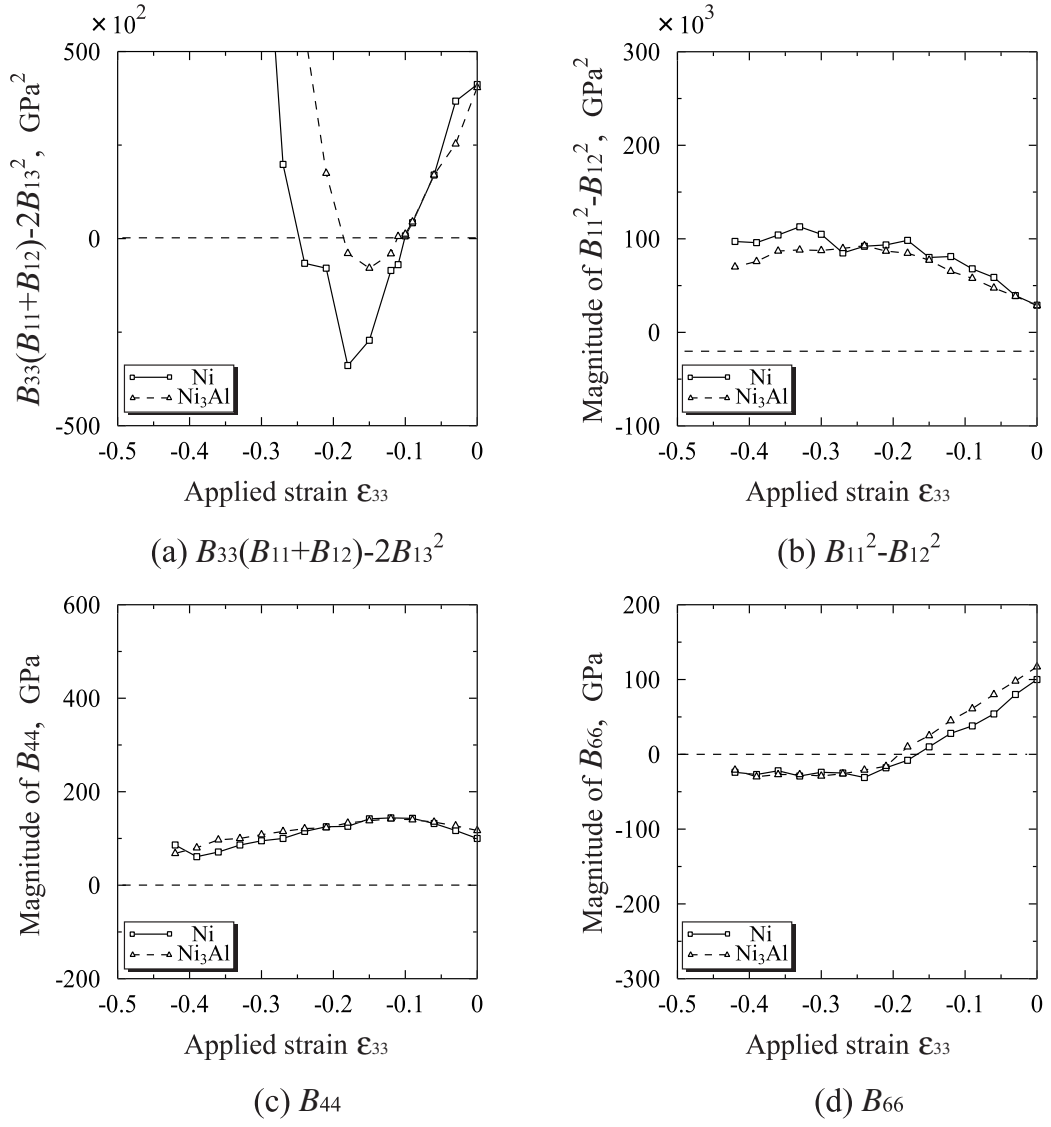 ×10²
B₃₃(B₁₁+B₁₂)-2B₁₃², GPa²
500
0
-500
Ni
Ni₃Al
-0.5 -0.4 -0.3 -0.2 -0.1 0
Applied strain ε₃₃
(a) B₃₃(B₁₁+B₁₂)-2B₁₃²
×10³
Magnitude of B₁₁²-B₁₂², GPa²
300
200
100
0
-100
Ni
Ni₃Al
-0.5 -0.4 -0.3 -0.2 -0.1 0
Applied strain ε₃₃
(b) B₁₁²-B₁₂²
Magnitude of B₄₄, GPa
600
400
200
0
-200
Ni
Ni₃Al
-0.5 -0.4 -0.3 -0.2 -0.1 0
Applied strain ε₃₃
(c) B₄₄
Magnitude of B₆₆, GPa
200
100
0
-100
-200
-300
Ni
Ni₃Al
-0.5 -0.4 -0.3 -0.2 -0.1 0
Applied strain ε₃₃
(d) B₆₆